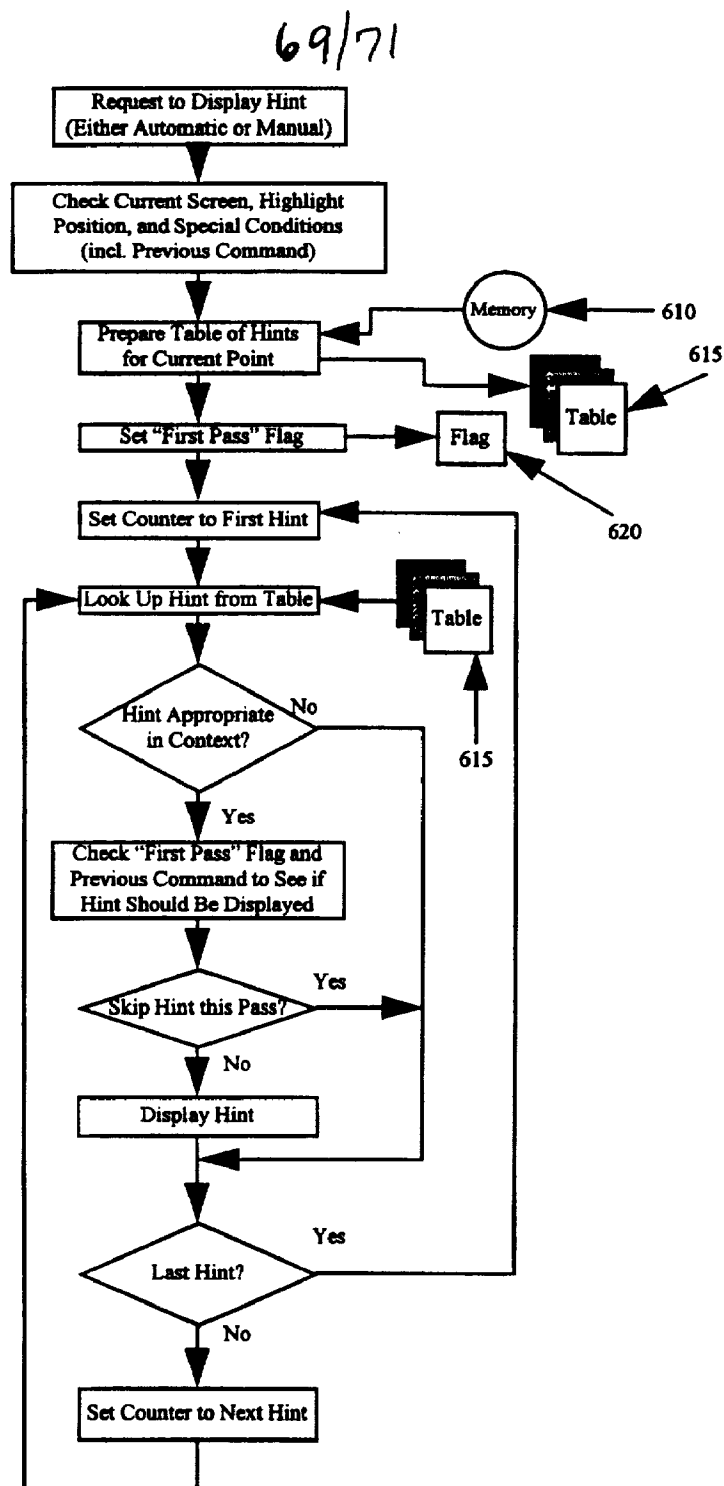 69/71
Request to Display Hint
(Either Automatic or Manual)
Check Current Screen, Highlight
Position, and Special Conditions
(incl. Previous Command)
Memory
610
Prepare Table of Hints
for Current Point
615
Table
Set "First Pass" Flag
Flag
620
Set Counter to First Hint
Look Up Hint from Table
Table
615
Hint Appropriate
in Context?
No
Yes
Check "First Pass" Flag and
Previous Command to See if
Hint Should Be Displayed
Skip Hint this Pass?
Yes
No
Display Hint
Last Hint?
Yes
No
Set Counter to Next Hint